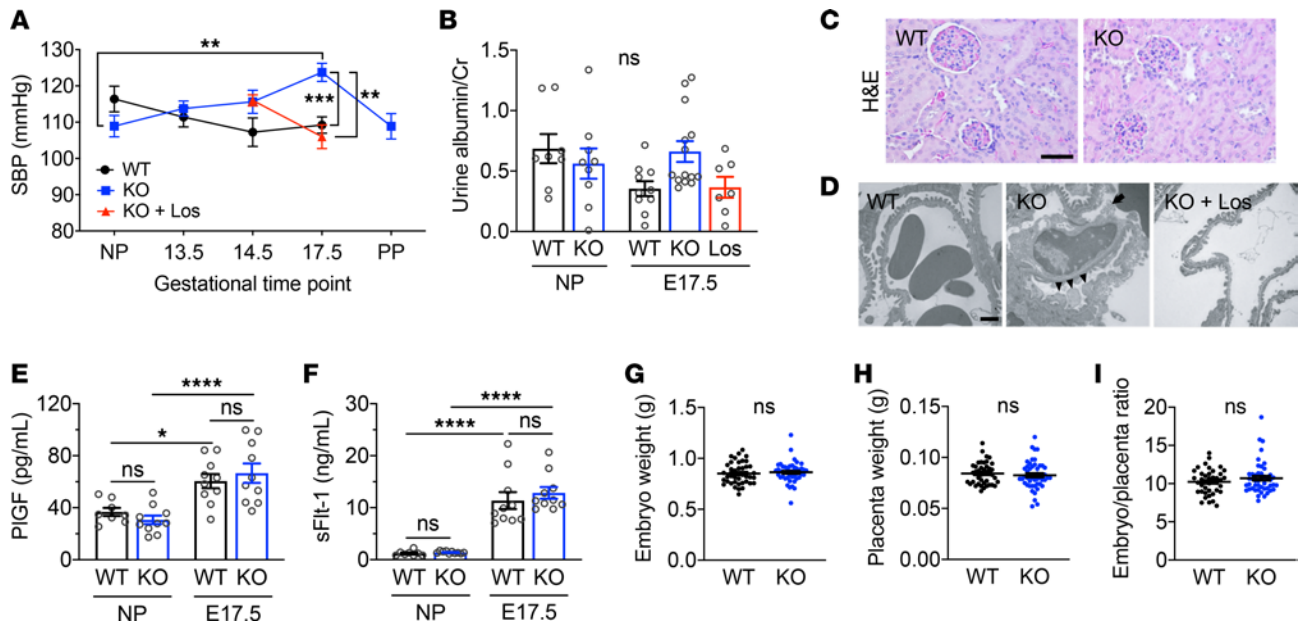 A
**
SBP (mmHg)
130
120
110
100
90
80
***
**
WT
KO
KO + Los
NP 13.5 14.5 17.5 PP
Gestational time point
B
Urine albumin/Cr
1.5
1.0
0.5
0.0
ns
WT KO WT KO Los
NP E17.5
C
H&E
WT
KO
D
WT
KO
KO + Los
E
PlGF (pg/mL)
120
80
40
0
****
ns
*
ns
WT KO WT KO
NP E17.5
F
sFlt-1 (ng/mL)
30
20
10
0
****
****
ns
ns
WT KO WT KO
NP E17.5
G
Embryo weight (g)
1.5
1.0
0.5
0.0
ns
WT KO
H
Placenta weight (g)
0.15
0.10
0.05
0.00
ns
WT KO
I
Embryo/placenta ratio
20
15
10
5
0
ns
WT KO